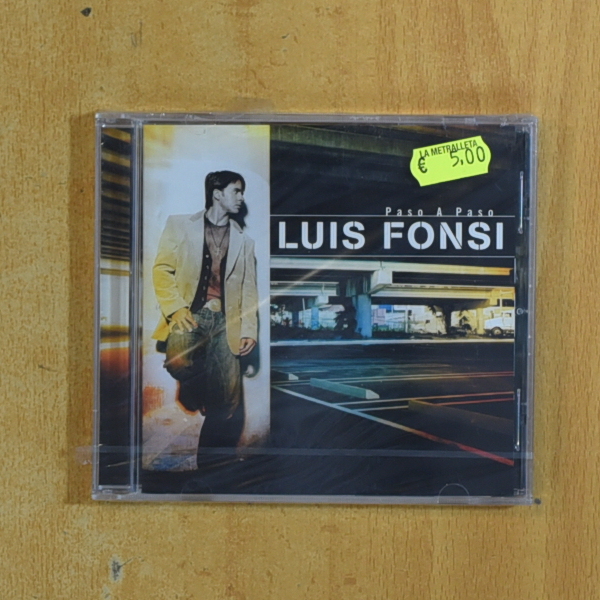 LA METRALLETA
€ 5,00
Paso A Paso
LUIS FONSI